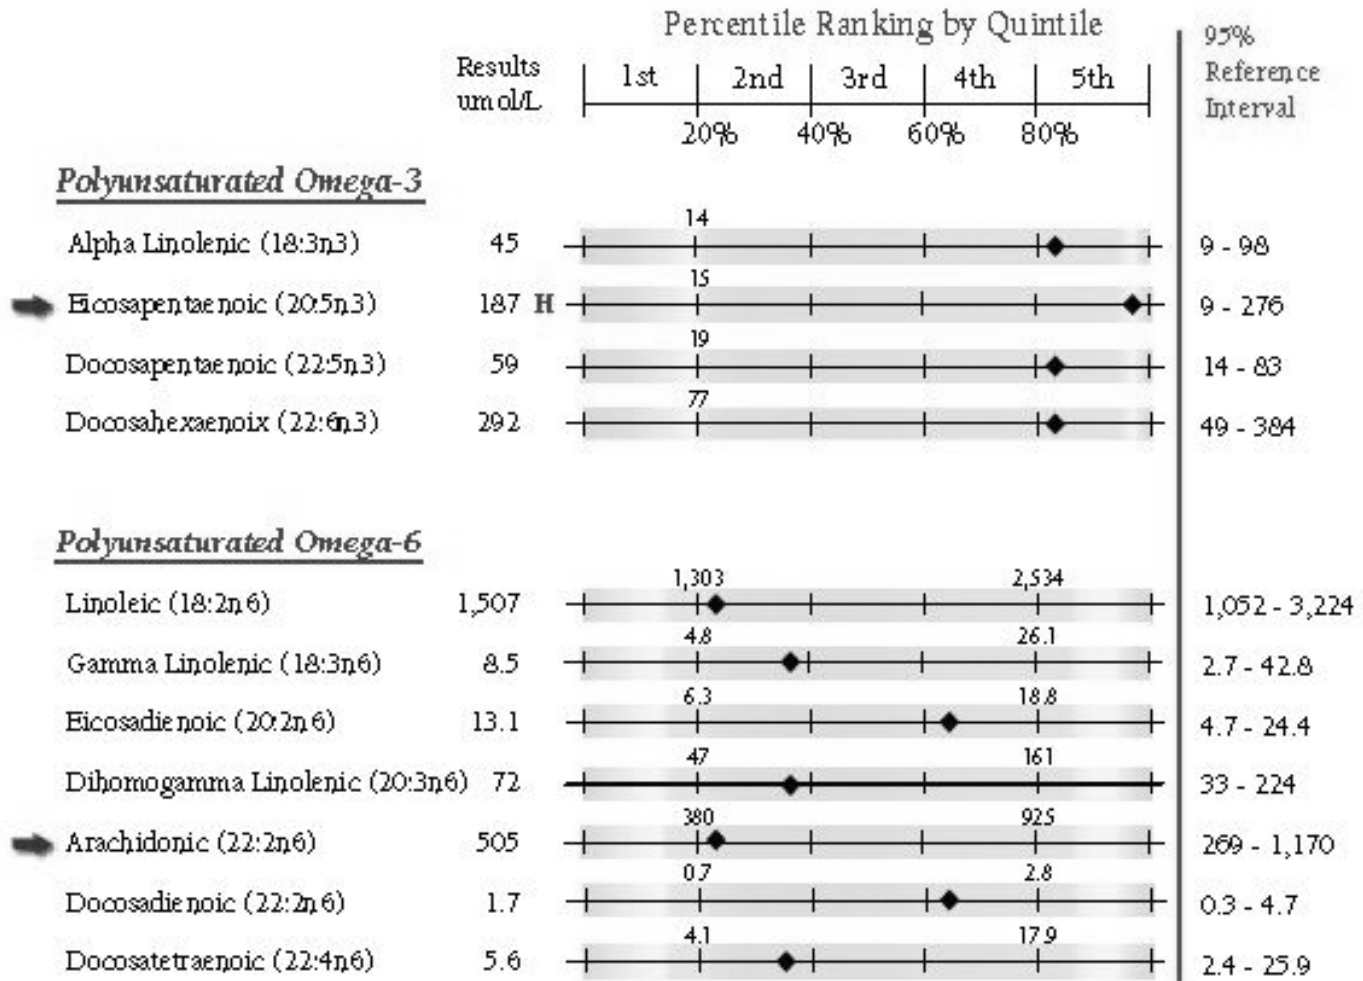 Percentile Ranking by Quintile
95% Reference Interval
Results umol/L
1st 2nd 3rd 4th 5th
20% 40% 60% 80%
Polyunsaturated Omega-3
14
Alpha Linolenic (18:3n3) 45 9 - 98
15
Eicosapentaenoic (20:5n3) 187 H 9 - 276
19
Docosapentaenoic (22:5n3) 59 14 - 83
77
Docosahexaenoix (22:6n3) 292 49 - 384
Polyunsaturated Omega-6
1,303 2,534
Linoleic (18:2n6) 1,507 1,052 - 3,224
4.8 26.1
Gamma Linolenic (18:3n6) 8.5 2.7 - 42.8
6.3 18.8
Eicosadienoic (20:2n6) 13.1 4.7 - 24.4
47 161
Dihomogamma Linolenic (20:3n6) 72 33 - 224
380 925
Arachidonic (22:2n6) 505 269 - 1,170
0.7 2.8
Docosadienoic (22:2n6) 1.7 0.3 - 4.7
4.1 17.9
Docosatetraenoic (22:4n6) 5.6 2.4 - 25.9